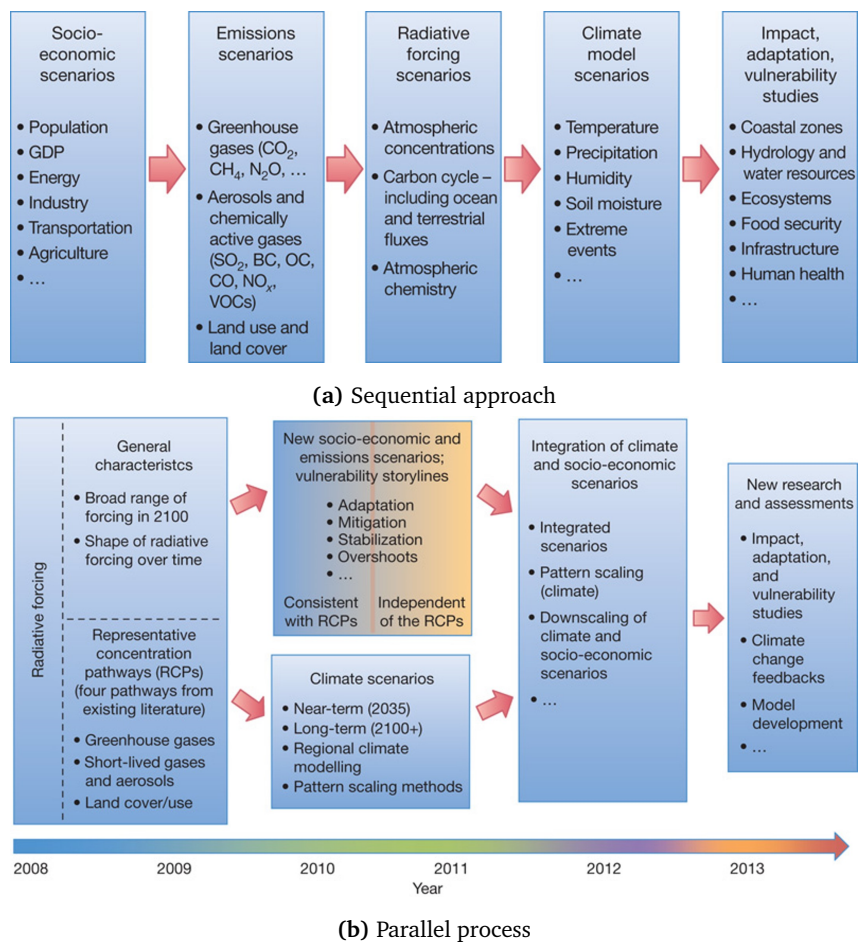 Socio-
economic
scenarios
• Population
• GDP
• Energy
• Industry
• Transportation
• Agriculture
• …
Emissions
scenarios
• Greenhouse
gases (CO2,
CH4, N2O, …
• Aerosols and
chemically
active gases
(SO2, BC, OC,
CO, NOx,
VOCs)
• Land use and
land cover
Radiative
forcing
scenarios
• Atmospheric
concentrations
• Carbon cycle –
including ocean
and terrestrial
fluxes
• Atmospheric
chemistry
Climate
model
scenarios
• Temperature
• Precipitation
• Humidity
• Soil moisture
• Extreme
events
• …
Impact,
adaptation,
vulnerability
studies
• Coastal zones
• Hydrology and
water resources
• Ecosystems
• Food security
• Infrastructure
• Human health
• …
(a) Sequential approach
Radiative forcing
General
characteristcs
• Broad range of
forcing in 2100
• Shape of radiative
forcing over time
Representative
concentration
pathways (RCPs)
(four pathways from
existing literature)
• Greenhouse gases
• Short-lived gases
and aerosols
• Land cover/use
New socio-economic and
emissions scenarios;
vulnerability storylines
• Adaptation
• Mitigation
• Stabilization
• Overshoots
• …
Consistent
with RCPs
Independent
of the RCPs
Climate scenarios
• Near-term (2035)
• Long-term (2100+)
• Regional climate
modelling
• Pattern scaling methods
Integration of climate
and socio-economic
scenarios
• Integrated
scenarios
• Pattern scaling
(climate)
• Downscaling of
climate and
socio-economic
scenarios
• …
New research
and assessments
• Impact,
adaptation,
and
vulnerability
studies
• Climate
change
feedbacks
• Model
development
• …
2008 2009 2010 2011 2012 2013
Year
(b) Parallel process